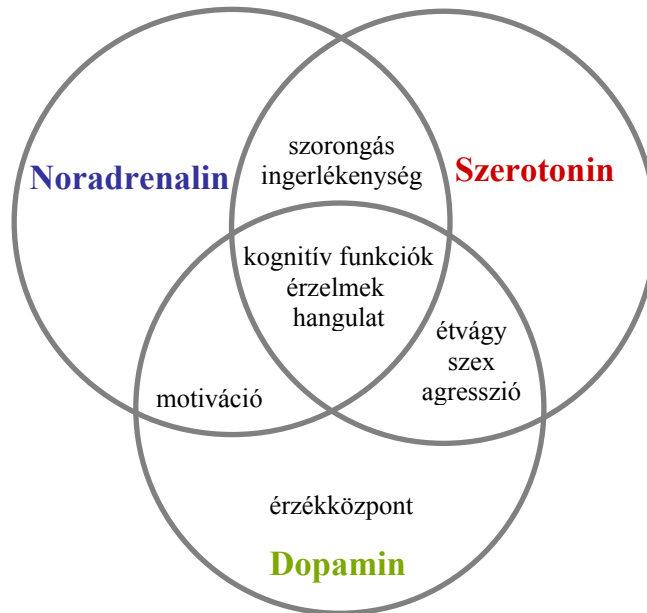 szorongás
ingerlékenység
Noradrenalin
Szerotonin
kognitív funkciók
érzelmek
hangulat
étvágy
szex
agresszió
motiváció
érzékközpont
Dopamin